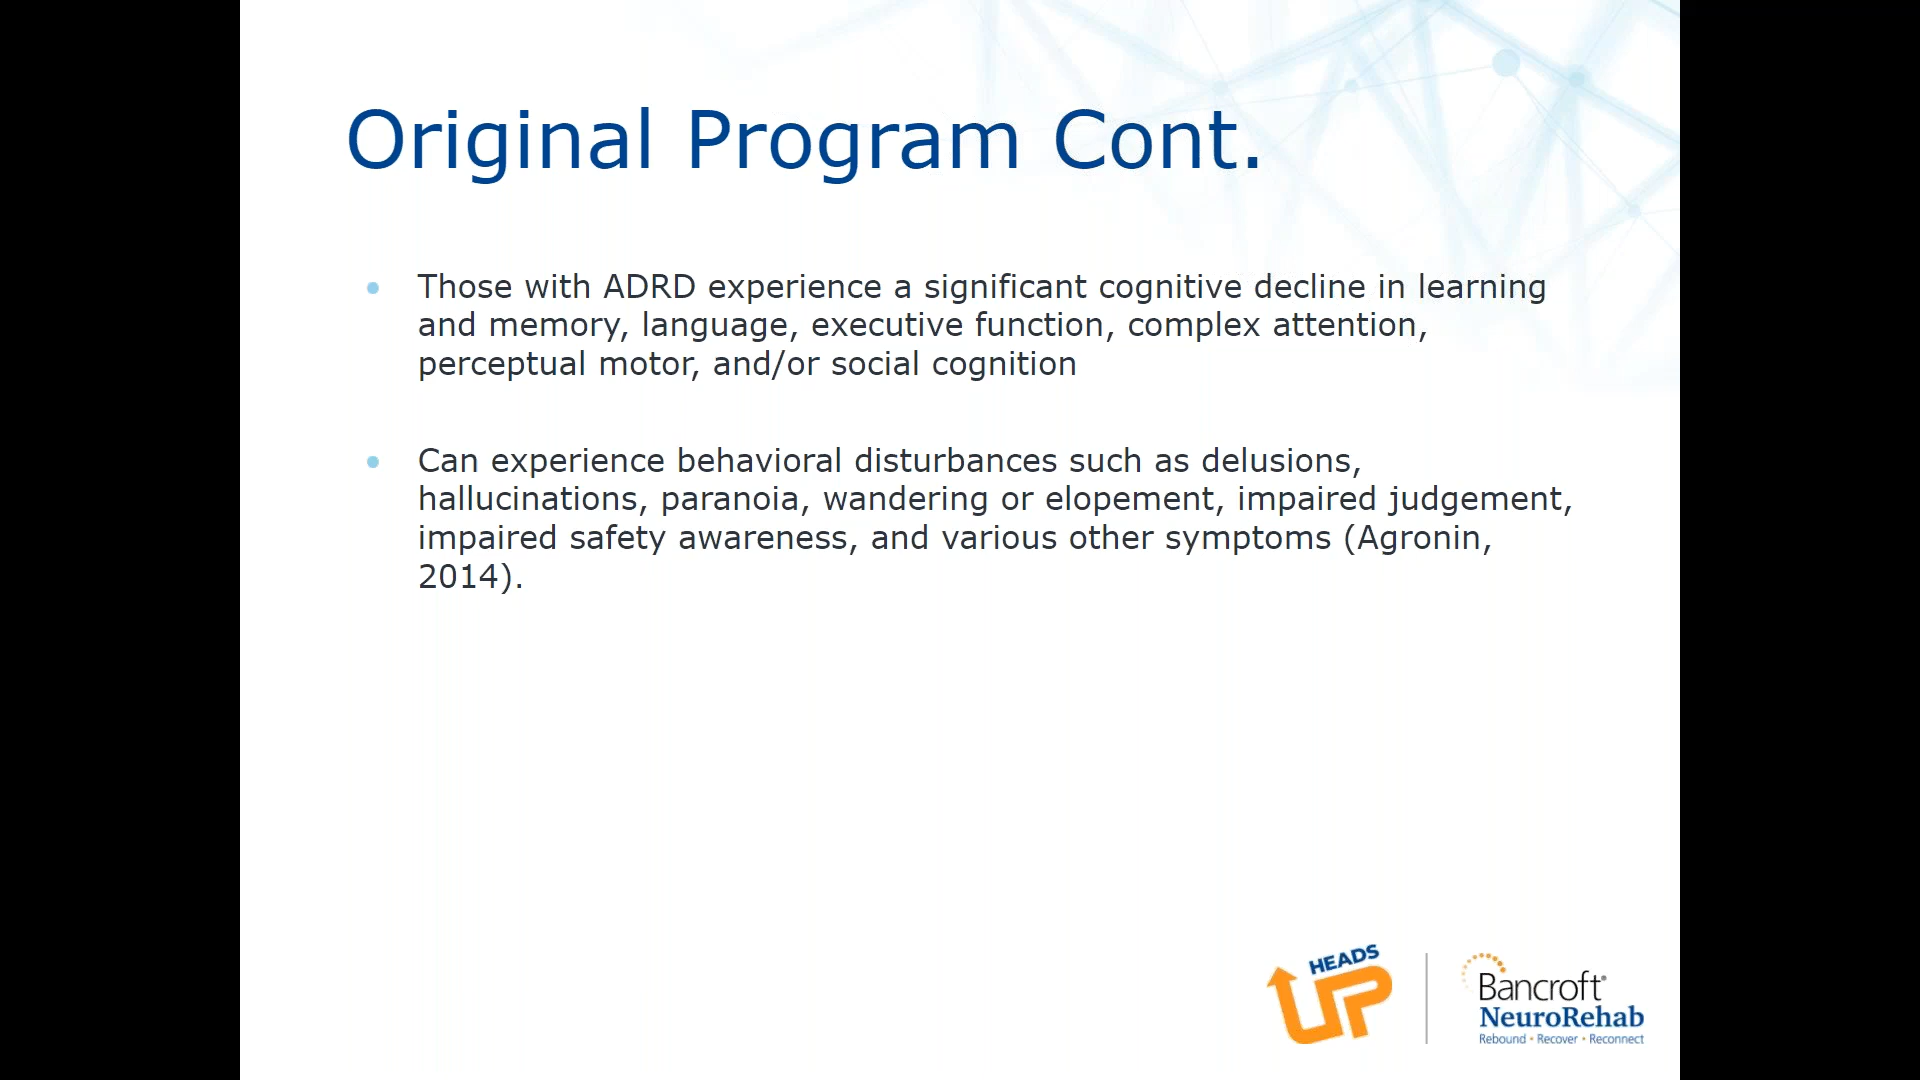 Original Program Cont.
• Those with ADRD experience a significant cognitive decline in learning
and memory, language, executive function, complex attention,
perceptual motor, and/or social cognition
• Can experience behavioral disturbances such as delusions,
hallucinations, paranoia, wandering or elopement, impaired judgement,
impaired safety awareness, and various other symptoms (Agronin,
2014).
HEADS
UP
Bancroft®
NeuroRehab
Rebound • Recover • Reconnect